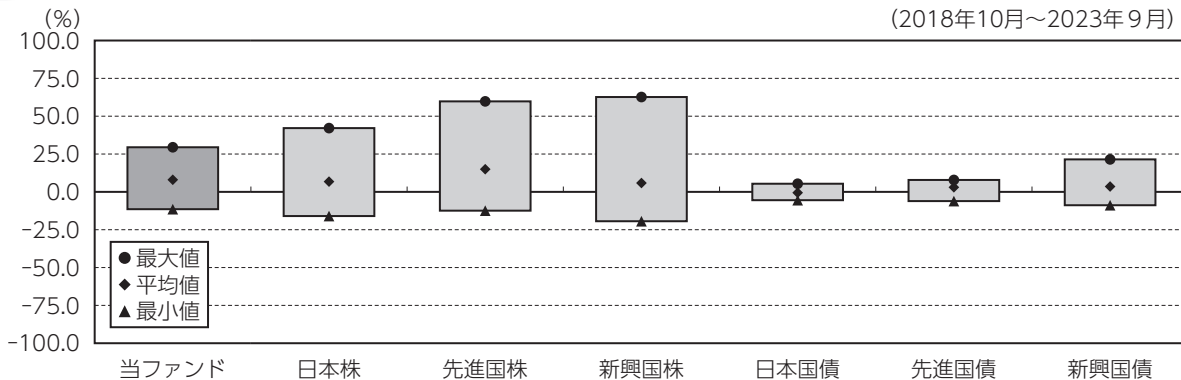 (%)
(2018年10月～2023年9月)
100.0
75.0
50.0
25.0
0.0
-25.0
-50.0
-75.0
-100.0
●最大値
◆平均値
▲最小値
当ファンド 日本株 先進国株 新興国株 日本国債 先進国債 新興国債